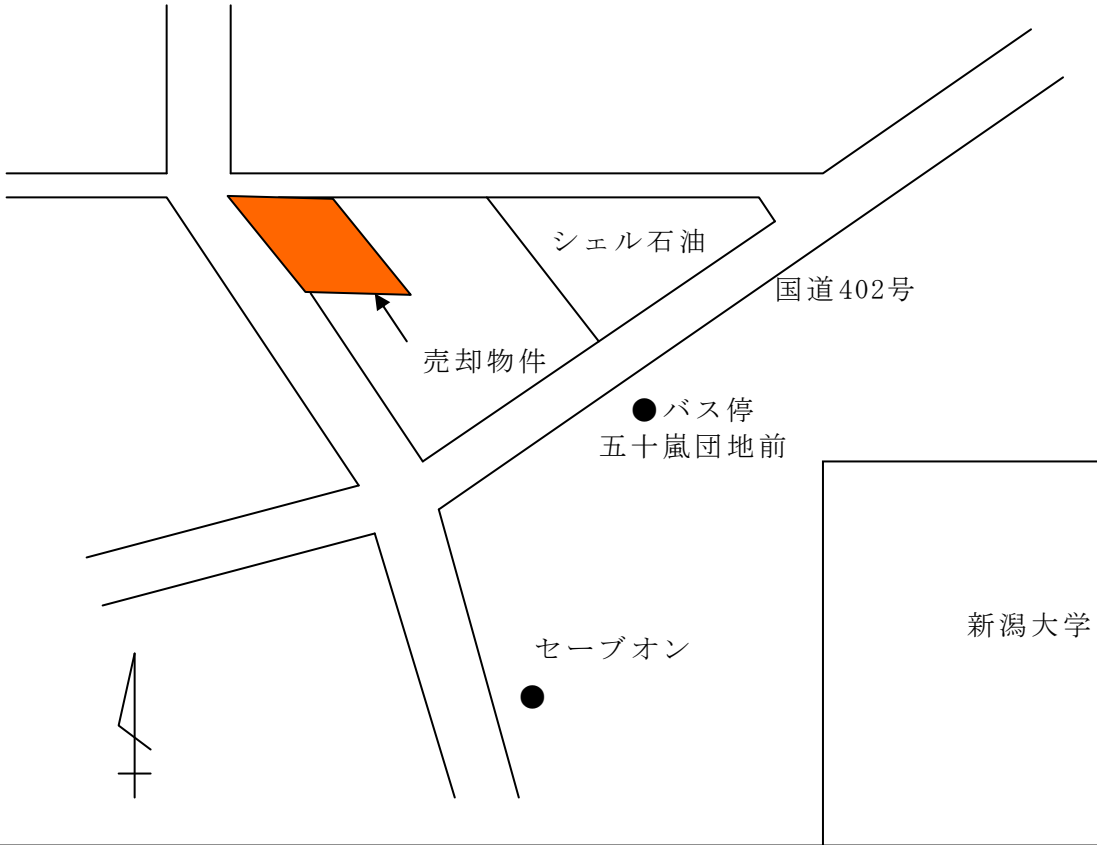 シェル石油
国道402号
売却物件
バス停
五十嵐団地前
新潟大学
セーブオン